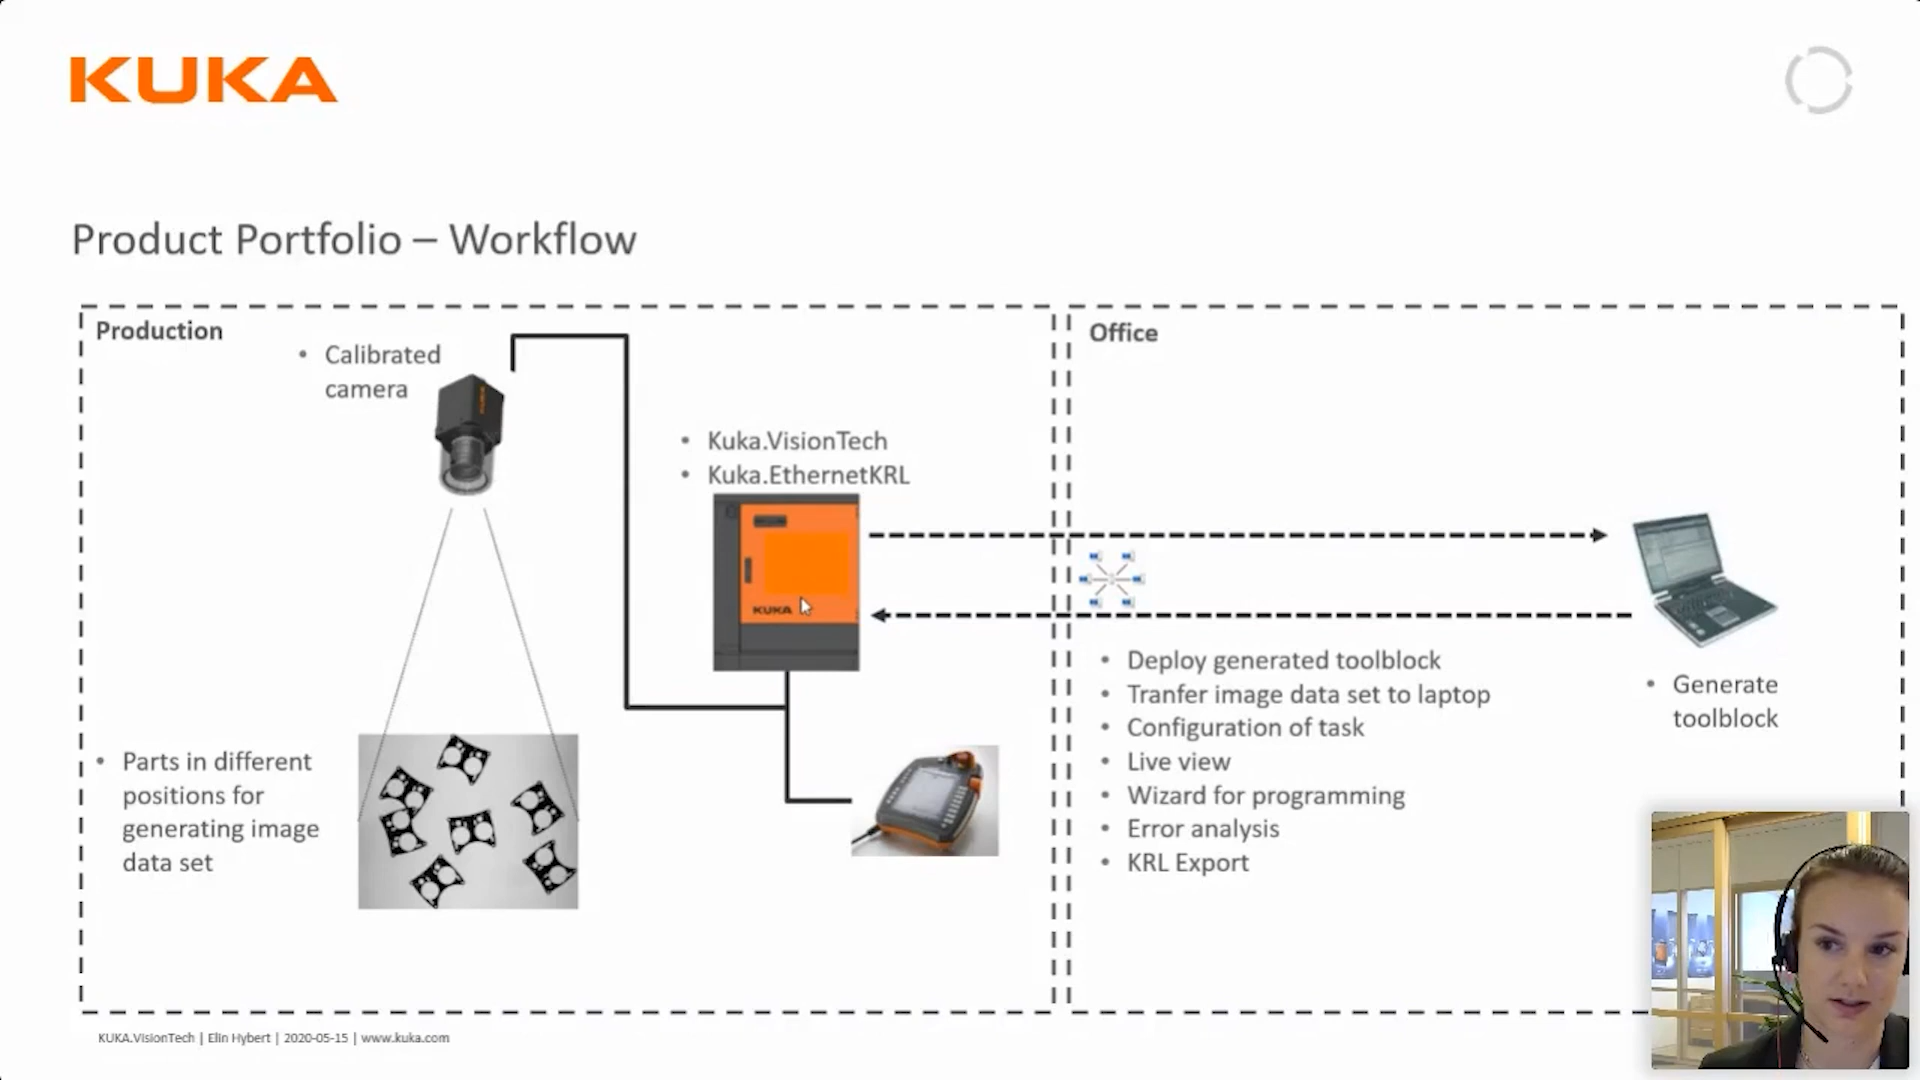 KUKA
Product Portfolio – Workflow
Production
• Calibrated
camera
• Kuka.VisionTech
• Kuka.EthernetKRL
KUKA
• Parts in different
positions for
generating image
data set
Office
• Deploy generated toolblock
• Tranfer image data set to laptop
• Configuration of task
• Live view
• Wizard for programming
• Error analysis
• KRL Export
• Generate
toolblock
KUKA.VisionTech | Elin Hybert | 2020-05-15 | www.kuka.com